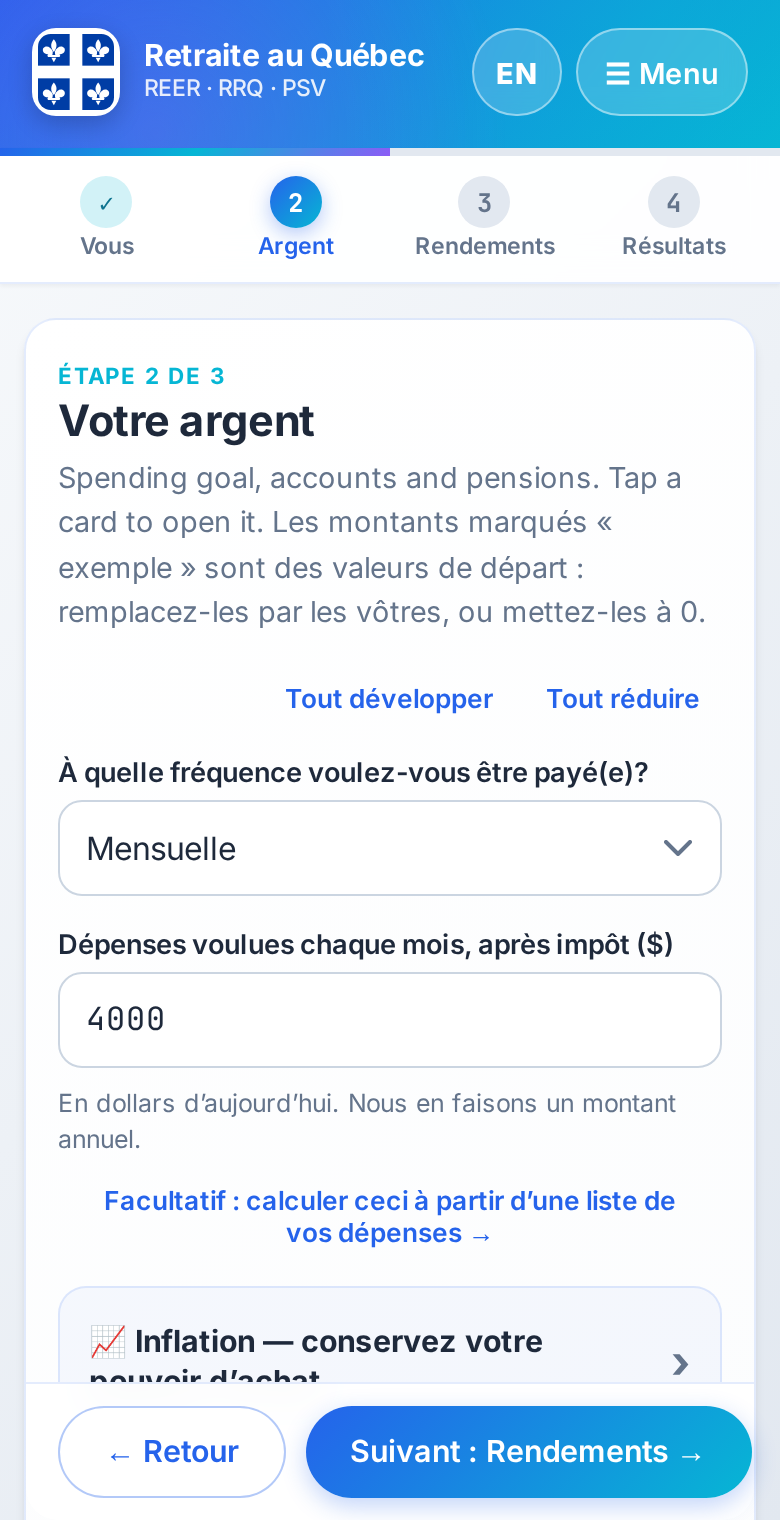 Retraite au Québec
REER · RRQ · PSV
EN
☰ Menu
✓
Vous
2
Argent
3
Rendements
4
Résultats
ÉTAPE 2 DE 3
Votre argent
Spending goal, accounts and pensions. Tap a
card to open it. Les montants marqués «
exemple » sont des valeurs de départ :
remplacez-les par les vôtres, ou mettez-les à 0.
Tout développer
Tout réduire
À quelle fréquence voulez-vous être payé(e)?
Mensuelle
Dépenses voulues chaque mois, après impôt ($)
4000
En dollars d’aujourd’hui. Nous en faisons un montant
annuel.
Facultatif : calculer ceci à partir d’une liste de
vos dépenses →
📈 Inflation — conservez votre
pouvoir d’achat
← Retour
Suivant : Rendements →